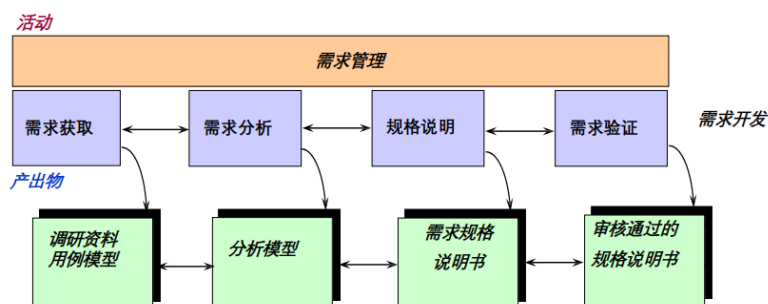 活动
需求管理
需求获取
需求分析
规格说明
需求验证
需求开发
产出物
调研资料
用例模型
分析模型
需求规格
说明书
审核通过的
规格说明书